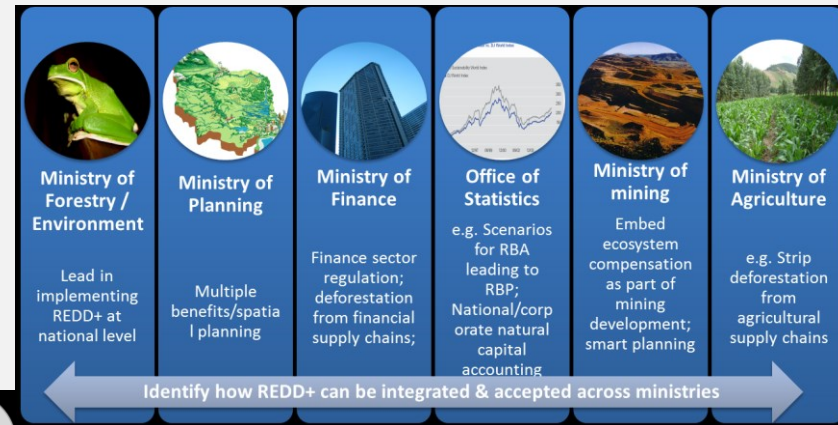 Ministry of
Forestry /
Environment
Lead in
implementing
REDD+ at
national level
Ministry of
Planning
Multiple
benefits/spatia
l planning
Ministry of
Finance
Finance sector
regulation;
deforestation
from financial
supply chains;
Office of
Statistics
e.g. Scenarios
for RBA
leading to
RBP;
National/corp
orate natural
capital
accounting
Ministry of
mining
Embed
ecosystem
compensation
as part of
mining
development;
smart planning
Ministry of
Agriculture
e.g. Strip
deforestation
from
agricultural
supply chains
Identify how REDD+ can be integrated & accepted across ministries